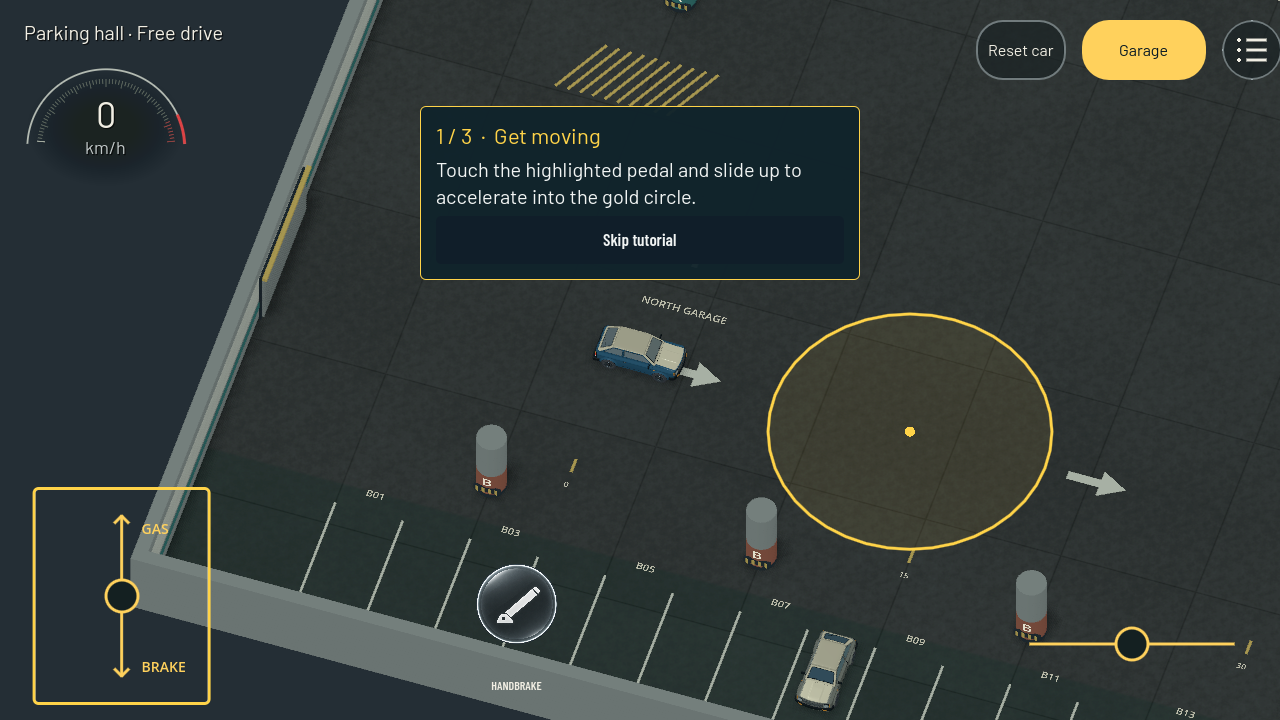 Parking hall · Free drive
Reset car
Garage
0
km/h
1 / 3 · Get moving
Touch the highlighted pedal and slide up to
accelerate into the gold circle.
Skip tutorial
NORTH GARAGE
B
B01
0
GAS
B03
B
B05
15
B07
B
B09
BRAKE
30
B11
HANDBRAKE
B13